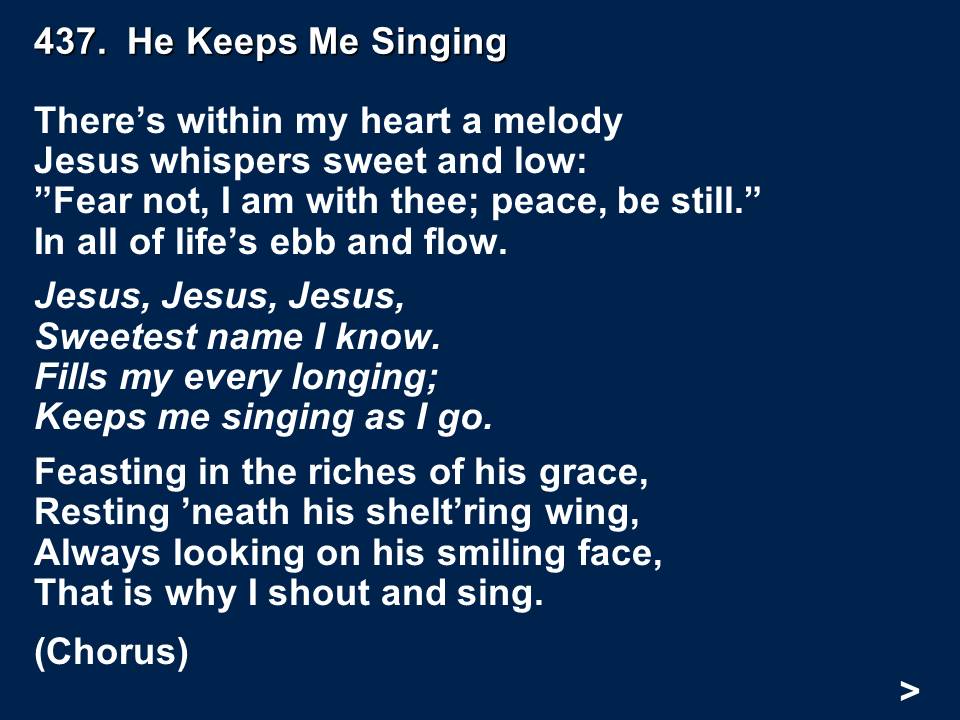 437.  He Keeps Me Singing
There’s within my heart a melody
Jesus whispers sweet and low:
”Fear not, I am with thee; peace, be still.”
In all of life’s ebb and flow.
Jesus, Jesus, Jesus,
Sweetest name I know.
Fills my every longing;
Keeps me singing as I go.
Feasting in the riches of his grace,
Resting ’neath his shelt’ring wing,
Always looking on his smiling face,
That is why I shout and sing.
(Chorus)
>